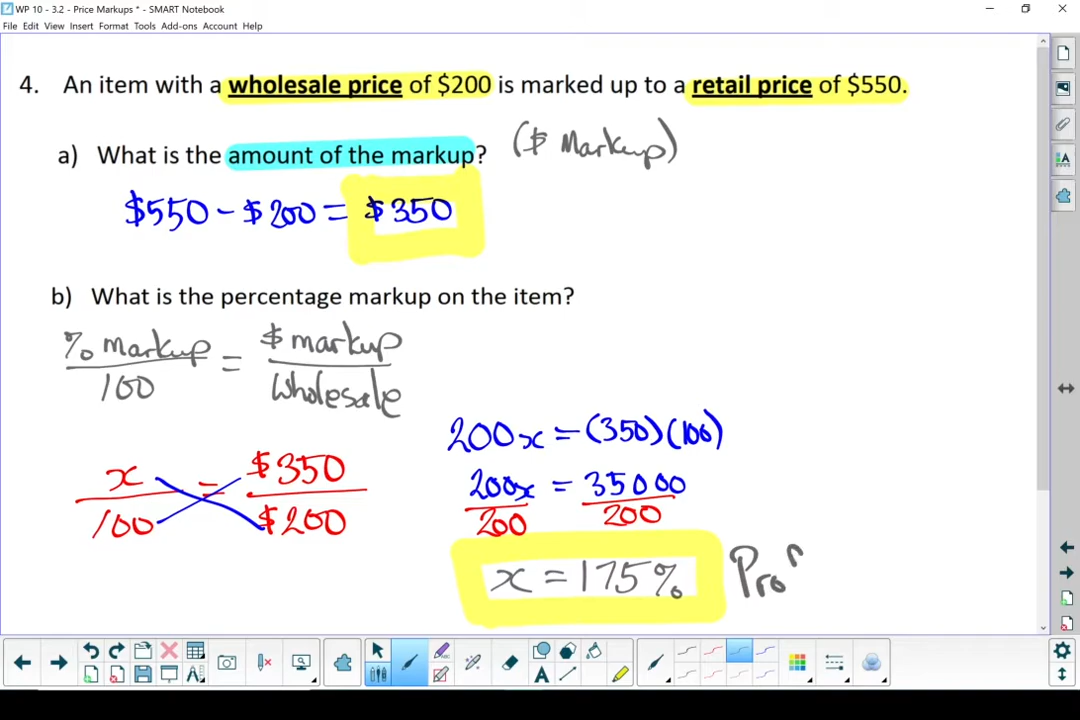 WP 10 - 3.2 - Price Markups * - SMART Notebook
File Edit View Insert Format Tools Add-ons Account Help
4. An item with a wholesale price of $200 is marked up to a retail price of $550.
a) What is the amount of the markup? ($ Markup)
$550 - $200 = $350
b) What is the percentage markup on the item?
% markup = $ markup
100 wholesale
200x = (350)(100)
x = $350
100 $200
200x = 35000
200 200
x = 175% Pro